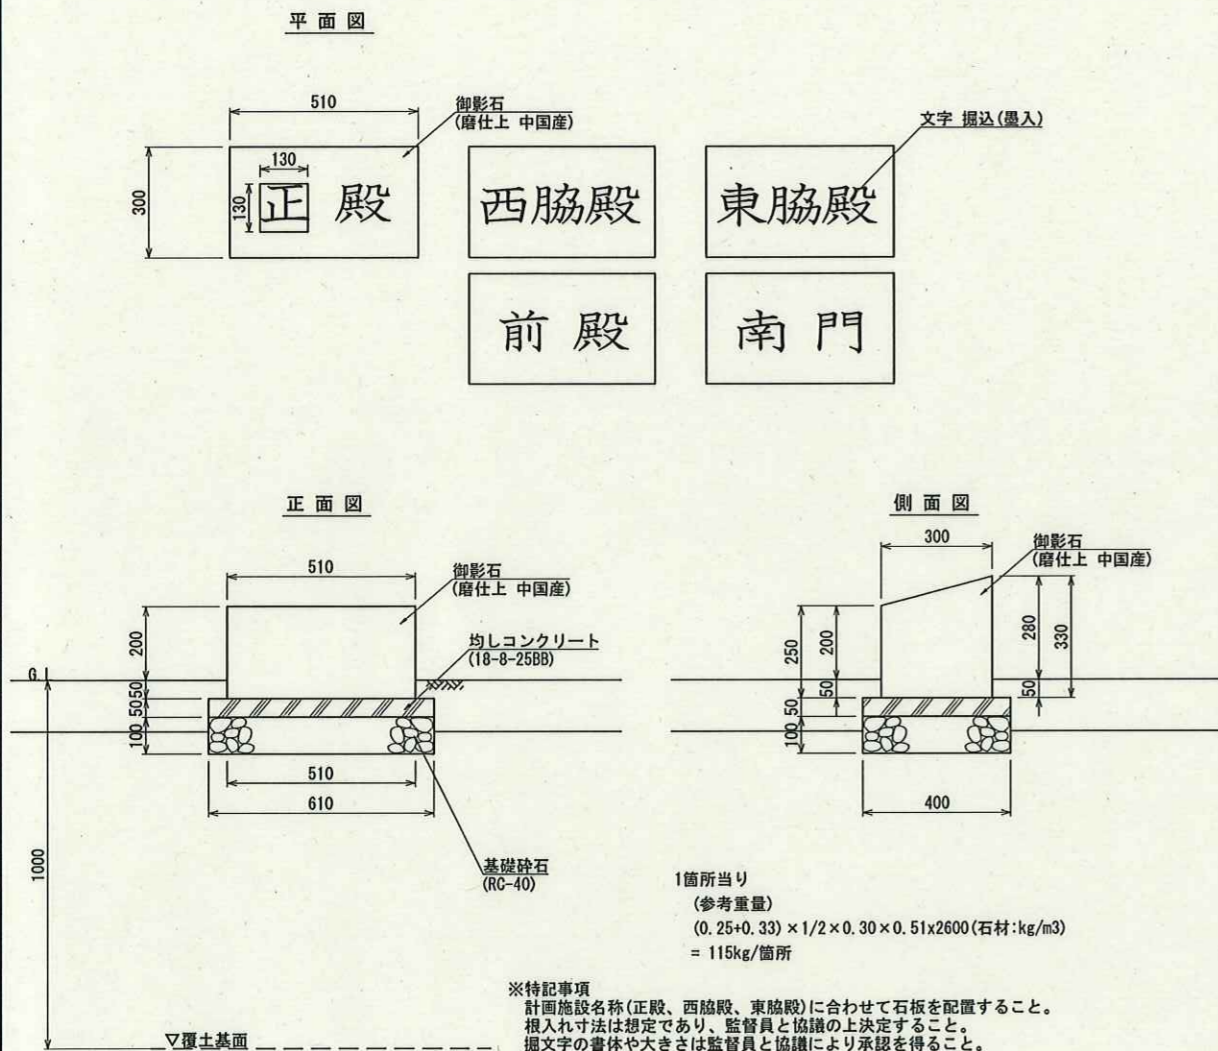 平面図
510
御影石
(磨仕上 中国産)
文字 掘込(墨入)
300
130
130
正 殿
西脇殿
東脇殿
前 殿
南 門
正面図
510
御影石
(磨仕上 中国産)
均しコンクリート
(18-8-25BB)
200
G.L
50
50
100
510
610
1000
基礎砕石
(RC-40)
▽覆土基面
側面図
300
御影石
(磨仕上 中国産)
250
200
280
330
50
50
50
100
400
1箇所当り
(参考重量)
(0.25+0.33)×1/2×0.30×0.51x2600(石材:kg/m3)
= 115kg/箇所
※特記事項
計画施設名称(正殿、西脇殿、東脇殿)に合わせて石板を配置すること。
根入れ寸法は想定であり、監督員と協議の上決定すること。
掘文字の書体や大きさは監督員と協議により承認を得ること。